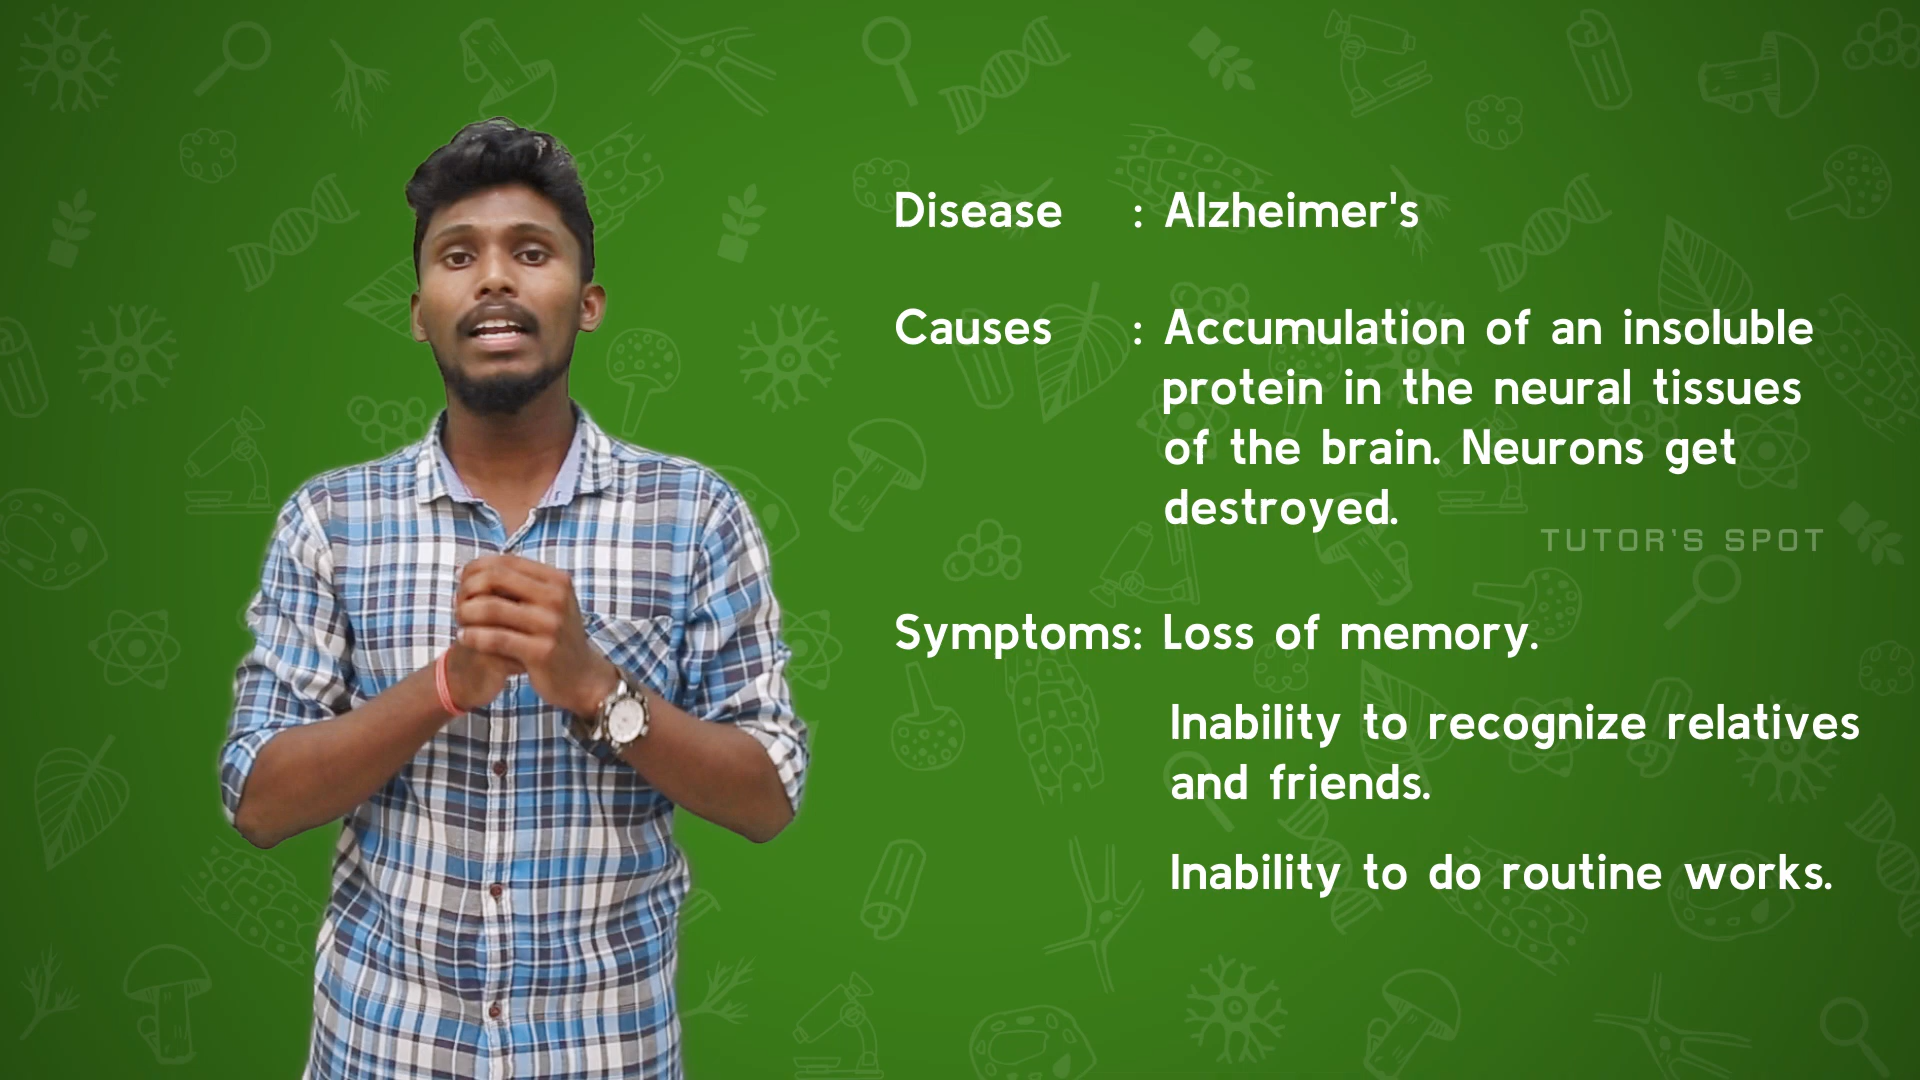 Disease : Alzheimer's
Causes : Accumulation of an insoluble
protein in the neural tissues
of the brain. Neurons get
destroyed.
TUTOR'S SPOT
Symptoms: Loss of memory.
Inability to recognize relatives
and friends.
Inability to do routine works.